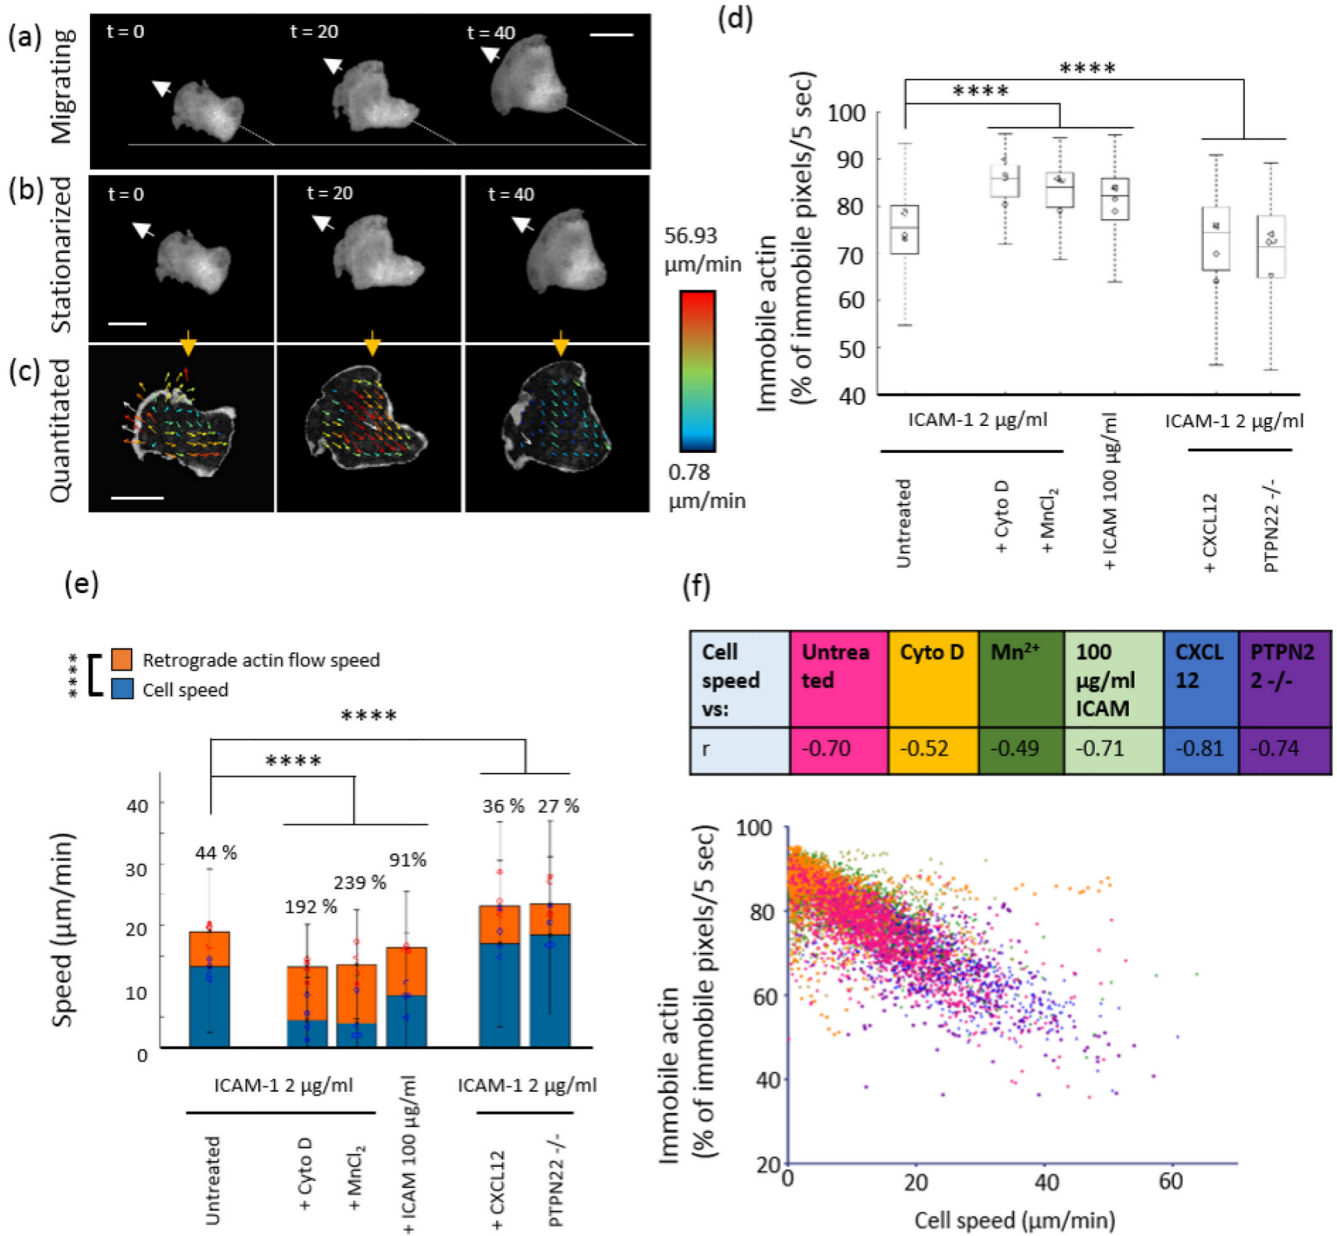 (a)
Migrating
t = 0
t = 20
t = 40
(b)
Stationarized
t = 0
t = 20
t = 40
(c)
Quantitated
56.93
µm/min
0.78
µm/min
(d)
****
****
Immobile actin
(% of immobile pixels/5 sec)
100
90
80
70
60
50
40
ICAM-1 2 µg/ml
ICAM-1 2 µg/ml
Untreated
+ Cyto D
+ MnCl₂
+ ICAM 100 µg/ml
+ CXCL12
PTPN22 -/-
(e)
****
Retrograde actin flow speed
Cell speed
****
****
Speed (µm/min)
40
30
20
10
0
44 %
192 %
239 %
91%
36 %
27 %
ICAM-1 2 µg/ml
ICAM-1 2 µg/ml
Untreated
+ Cyto D
+ MnCl₂
+ ICAM 100 µg/ml
+ CXCL12
PTPN22 -/-
(f)
Cell speed vs:
Untrea ted
Cyto D
Mn²⁺
100 µg/ml ICAM
CXCL 12
PTPN2 2 -/-
r
-0.70
-0.52
-0.49
-0.71
-0.81
-0.74
Immobile actin
(% of immobile pixels/5 sec)
100
80
60
40
20
0
20
40
60
Cell speed (µm/min)